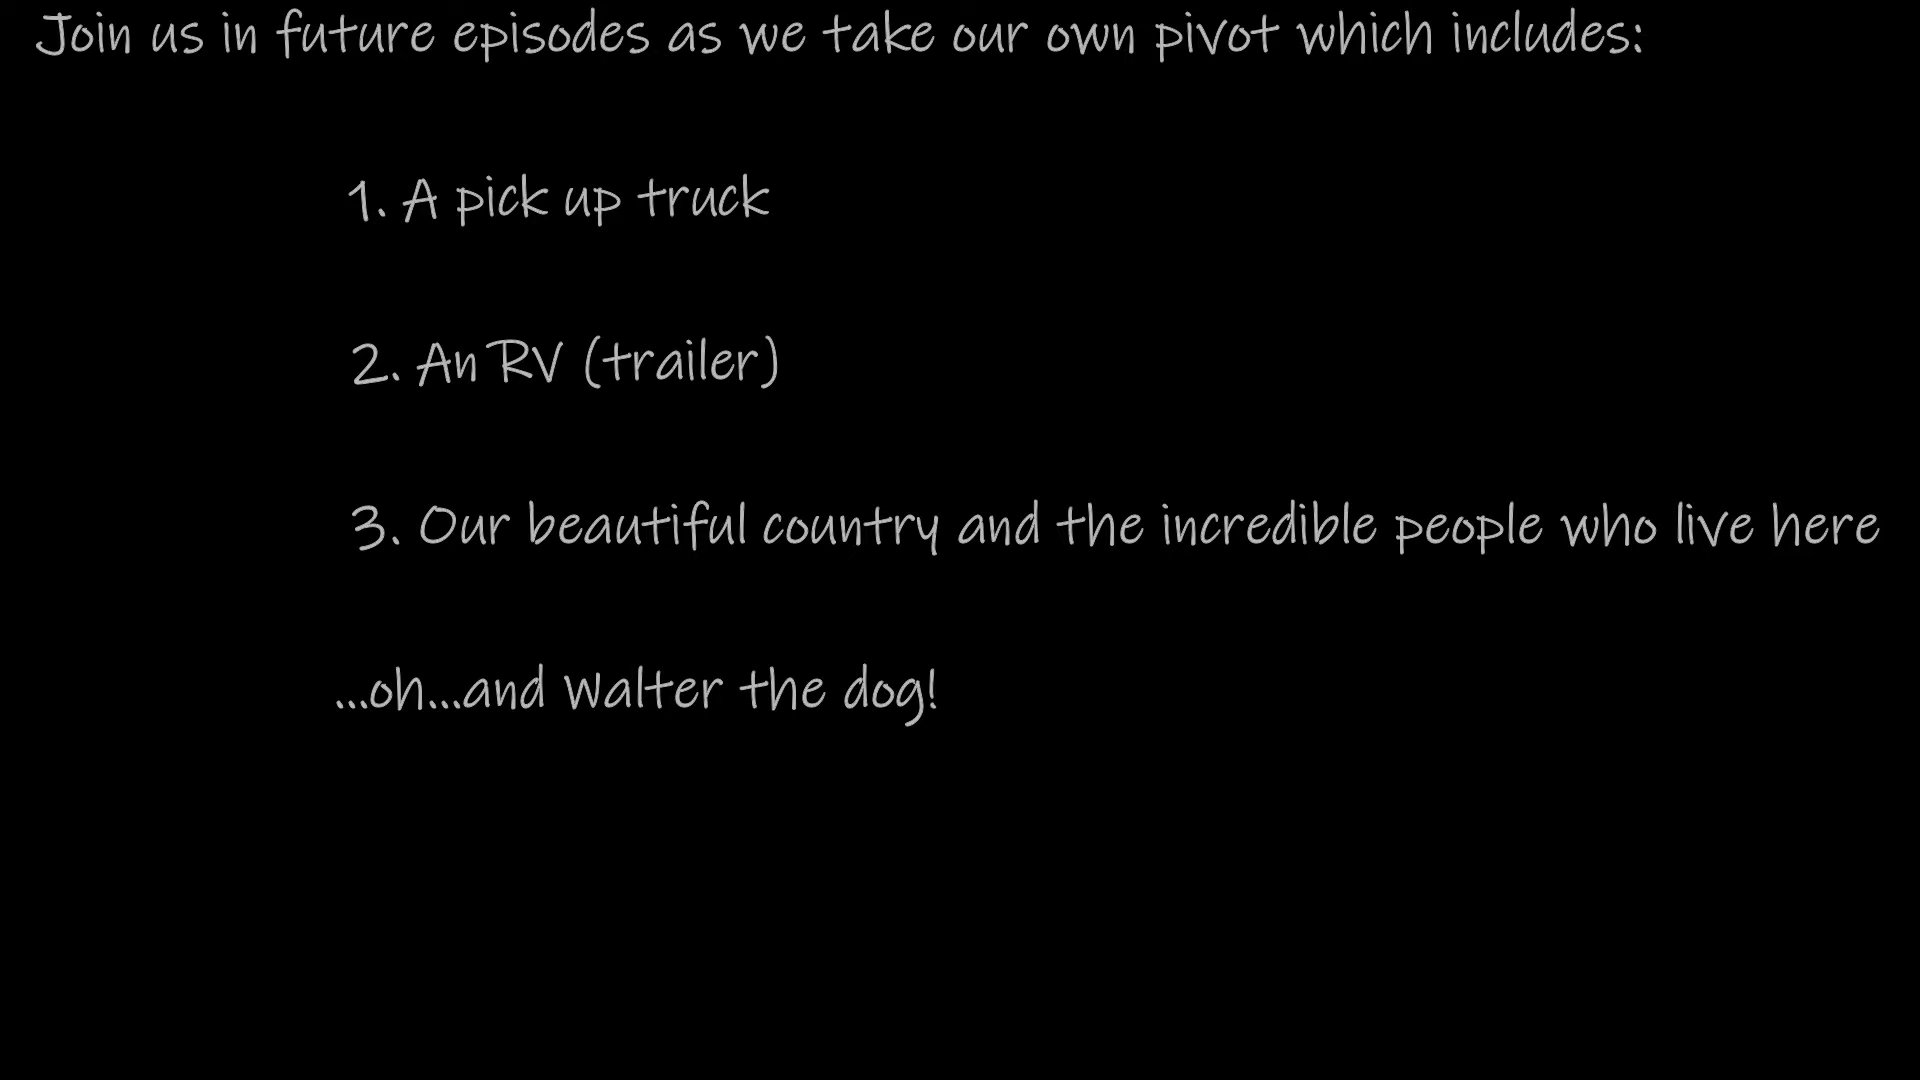 Join us in future episodes as we take our own pivot which includes:
1. A pick up truck
2. An RV (trailer)
3. Our beautiful country and the incredible people who live here
...oh...and Walter the dog!